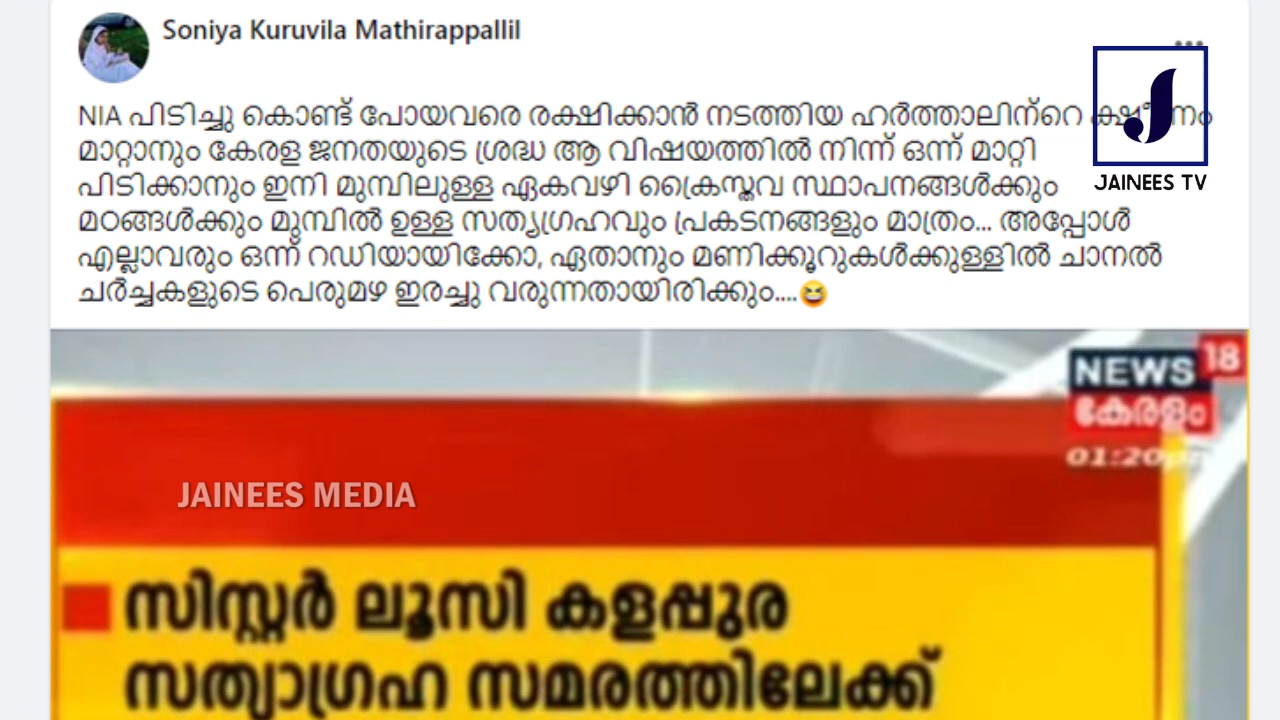 Soniya Kuruvila Mathirappallil
NIA പിടിച്ചു കൊണ്ട് പോയവരെ രക്ഷിക്കാൻ നടത്തിയ ഹർത്താലിന്റെ
മാറ്റാനും കേരള ജനതയുടെ ശ്രദ്ധ ആ വിഷയത്തിൽ നിന്ന് ഒന്ന് മാറ്റി
പിടിക്കാനും ഇനി മുമ്പിലുള്ള ഏകവഴി ക്രൈസ്തവ സ്ഥാപനങ്ങൾക്കും
മഠങ്ങൾക്കും മുമ്പിൽ ഉള്ള സത്യഗ്രഹവും പ്രകടനങ്ങളും മാത്രം... അപ്പോൾ
എല്ലാവരും ഒന്ന് റഡിയായിക്കോ, ഏതാനും മണിക്കൂറുകൾക്കുള്ളിൽ ചാനൽ
ചർച്ചകളുടെ പെരുമഴ ഇരച്ചു വരുന്നതായിരിക്കും....😆
J
JAINEES TV
NEWS 18
കേരളം
JAINEES MEDIA
സിസ്റ്റർ ലൂസി കളപ്പുര
സത്യാഗ്രഹ സമരത്തിലേക്ക്